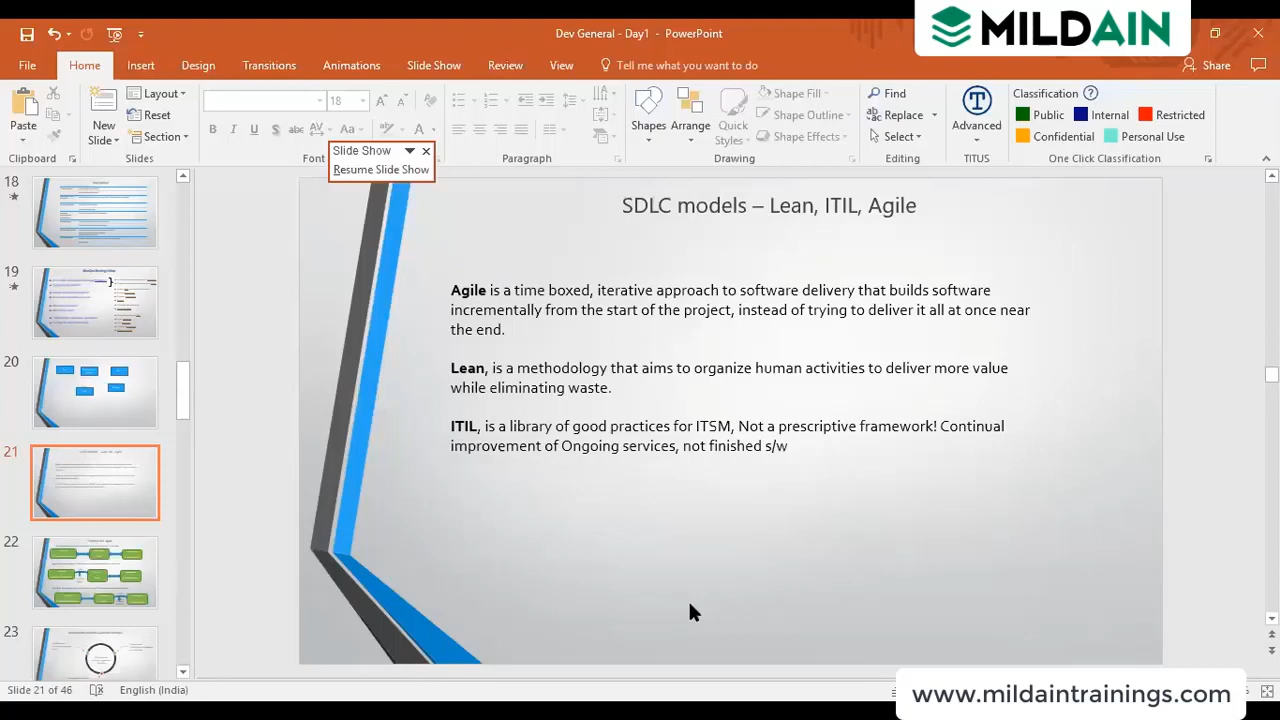 MILDAIN
Dev General - Day1 - PowerPoint
File Home Insert Design Transitions Animations Slide Show Review View Tell me what you want to do Share
Paste
Clipboard
New
Slide
Layout
Reset
Section
Slides
18
Font
Slide Show
Resume Slide Show
Paragraph
Shapes
Arrange
Quick
Styles
Shape Fill
Shape Outline
Shape Effects
Drawing
Find
Replace
Select
Editing
Advanced
TITUS
Classification
Public Internal Restricted
Confidential Personal Use
One Click Classification
18
19
20
21
22
23
SDLC models – Lean, ITIL, Agile
Agile is a time boxed, iterative approach to software delivery that builds software
incrementally from the start of the project, instead of trying to deliver it all at once near
the end.
Lean, is a methodology that aims to organize human activities to deliver more value
while eliminating waste.
ITIL, is a library of good practices for ITSM, Not a prescriptive framework! Continual
improvement of Ongoing services, not finished s/w
Slide 21 of 46 English (India)
www.mildaintrainings.com